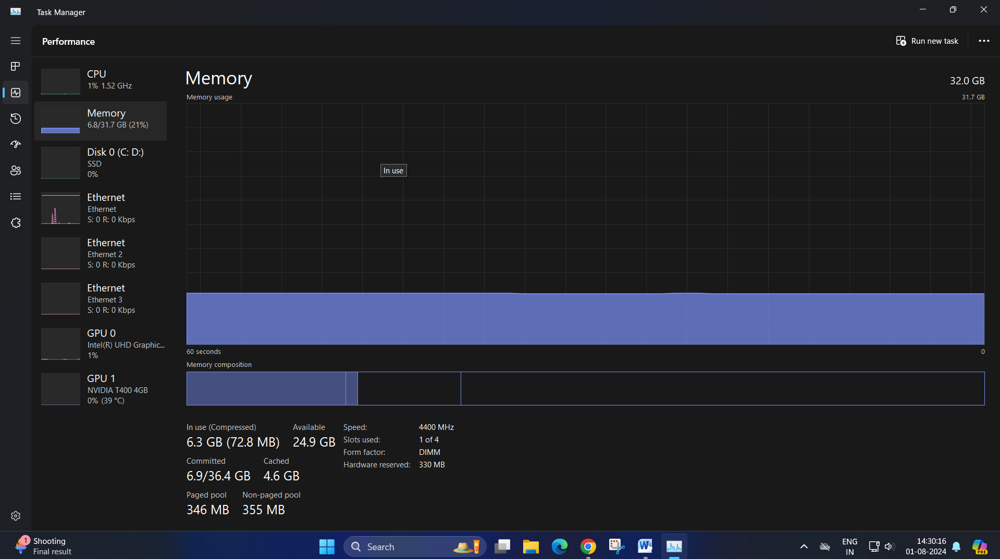 Task Manager
Performance
Run new task
CPU
1% 1.52 GHz
Memory
6.8/31.7 GB (21%)
Disk 0 (C: D:)
SSD
0%
Ethernet
Ethernet
S: 0 R: 0 Kbps
Ethernet
Ethernet 2
S: 0 R: 0 Kbps
Ethernet
Ethernet 3
S: 0 R: 0 Kbps
GPU 0
Intel(R) UHD Graphic...
1%
GPU 1
NVIDIA T400 4GB
0% (39 °C)
Memory
32.0 GB
Memory usage
31.7 GB
In use
60 seconds
0
Memory composition
In use (Compressed)
6.3 GB (72.8 MB)
Available
24.9 GB
Committed
6.9/36.4 GB
Cached
4.6 GB
Paged pool
346 MB
Non-paged pool
355 MB
Speed: 4400 MHz
Slots used: 1 of 4
Form factor: DIMM
Hardware reserved: 330 MB
1
Shooting
Final result
Search
W
ENG
IN
14:30:16
01-08-2024
PRE